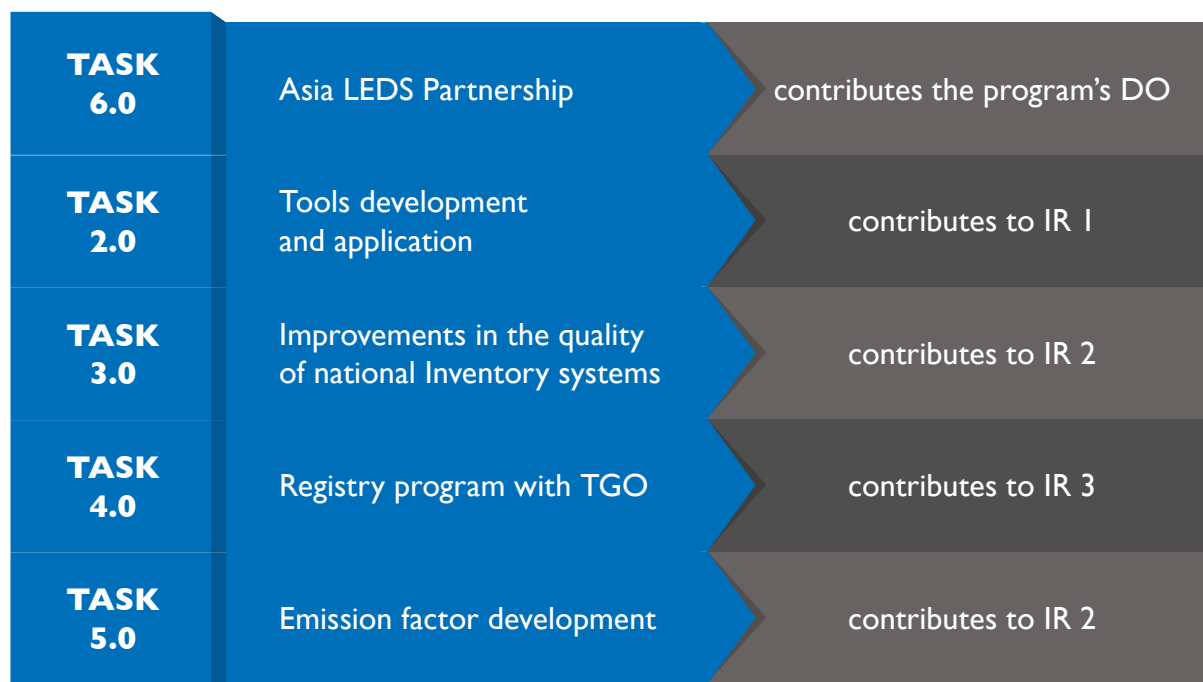 TASK
6.0
Asia LEDS Partnership
contributes the program’s DO
TASK
2.0
Tools development
and application
contributes to IR 1
TASK
3.0
Improvements in the quality
of national Inventory systems
contributes to IR 2
TASK
4.0
Registry program with TGO
contributes to IR 3
TASK
5.0
Emission factor development
contributes to IR 2